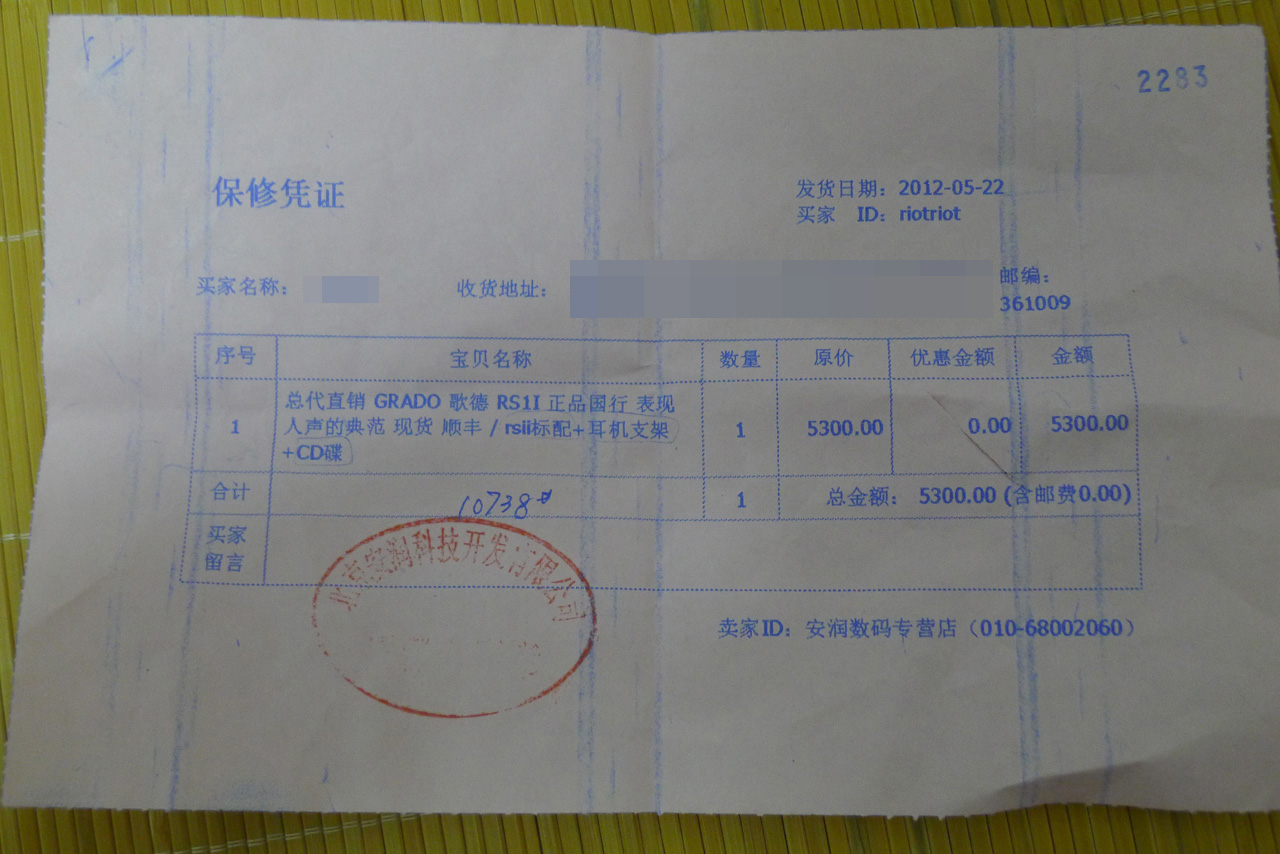 2283
保修凭证
发货日期：2012-05-22
买家 ID：riotriot
买家名称：
收货地址：
邮编：
361009
序号 宝贝名称 数量 原价 优惠金额 金额
1 总代直销 GRADO 歌德 RS1I 正品国行 表现 1 5300.00 0.00 5300.00
人声的典范 现货 顺丰 / rsii标配+耳机支架
+CD碟
合计 10738# 1 总金额：5300.00 (含邮费0.00)
买家
留言
北京安润科技开发有限公司
卖家ID：安润数码专营店（010-68002060）